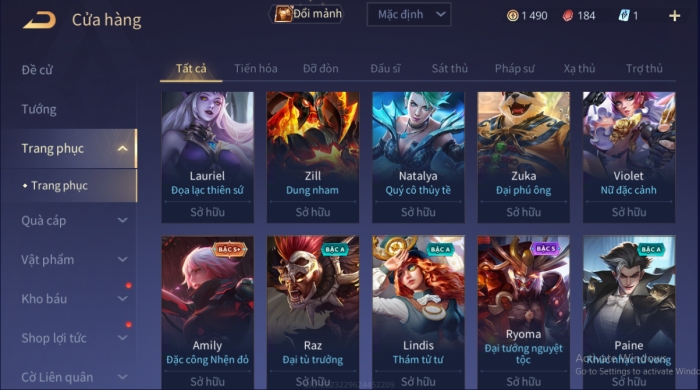 Cửa hàng
Đổi mảnh
Mặc định
1 490
184
1
Đề cử
Tất cả
Tiến hóa
Đỡ đòn
Đấu sĩ
Sát thủ
Pháp sư
Xạ thủ
Trợ thủ
Tướng
Trang phục
Trang phục
Quà cáp
Vật phẩm
Kho báu
Shop lợi tức
Cờ Liên quân
Lauriel
Đọa lạc thiên sứ
Sở hữu
Zill
Dung nham
Sở hữu
Natalya
Quý cô thủy tề
Sở hữu
Zuka
Đại phú ông
Sở hữu
Violet
Nữ đặc cảnh
Sở hữu
BẬC S+
Amily
Đặc công Nhện đỏ
Sở hữu
BẬC A
Raz
Đại tù trưởng
Sở hữu
BẬC A
Lindis
Thám tử tư
Sở hữu
BẬC S
Ryoma
Đại tướng nguyệt
tộc
Sở hữu
BẬC A
Paine
Khúc nhạc tử vong
Sở hữu
Activate Windows
Go to Settings to activate Wind